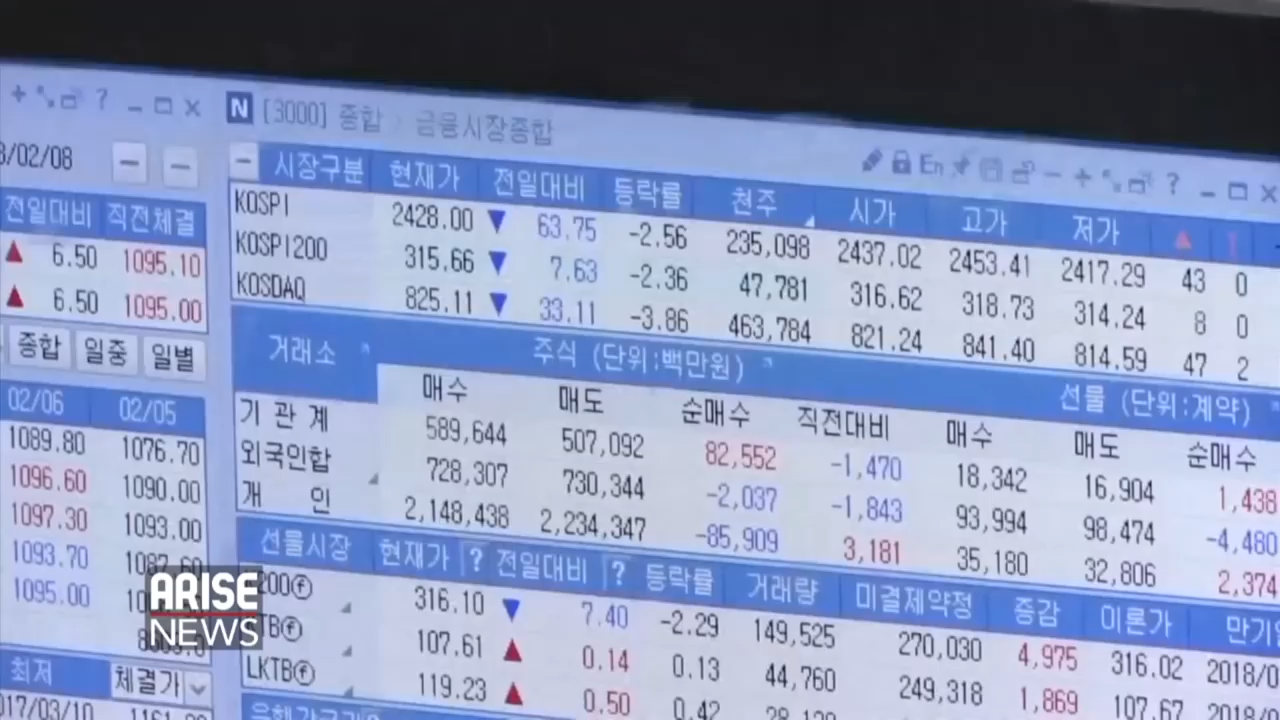 N [3000] 종합 > 금융시장종합
/02/08
En
전일대비 직전체결
▲ 6.50 1095.10
▲ 6.50 1095.00
종합 일중 일별
02/06 02/05
1089.80 1076.70
1096.60 1090.00
1097.30 1093.00
1093.70 1087.60
1095.00
최저 체결가
시장구분 현재가 전일대비 등락률 천주 시가 고가 저가
KOSPI 2428.00 ▼ 63.75 -2.56 235,098 2437.02 2453.41 2417.29 43 0
KOSPI200 315.66 ▼ 7.63 -2.36 47,781 316.62 318.73 314.24 8 0
KOSDAQ 825.11 ▼ 33.11 -3.86 463,784 821.24 841.40 814.59 47 2
거래소 주식 (단위:백만원) 선물 (단위:계약)
매수 매도 순매수 직전대비 매수 매도 순매수
기관계 589,644 507,092 82,552 -1,470 18,342 16,904 1,438
외국인합 728,307 730,344 -2,037 -1,843 93,994 98,474 -4,480
개인 2,148,438 2,234,347 -85,909 3,181 35,180 32,806 2,374
선물시장 현재가 ? 전일대비 ? 등락률 거래량 미결제약정 증감 이론가
200ⓕ 316.10 ▼ 7.40 -2.29 149,525 270,030 4,975 316.02 2018/0
TBⓕ 107.61 ▲ 0.14 0.13 44,760 249,318 1,869 107.67 2018/0
LKTBⓕ 119.23 ▲ 0.50 0.42
ARISE
NEWS